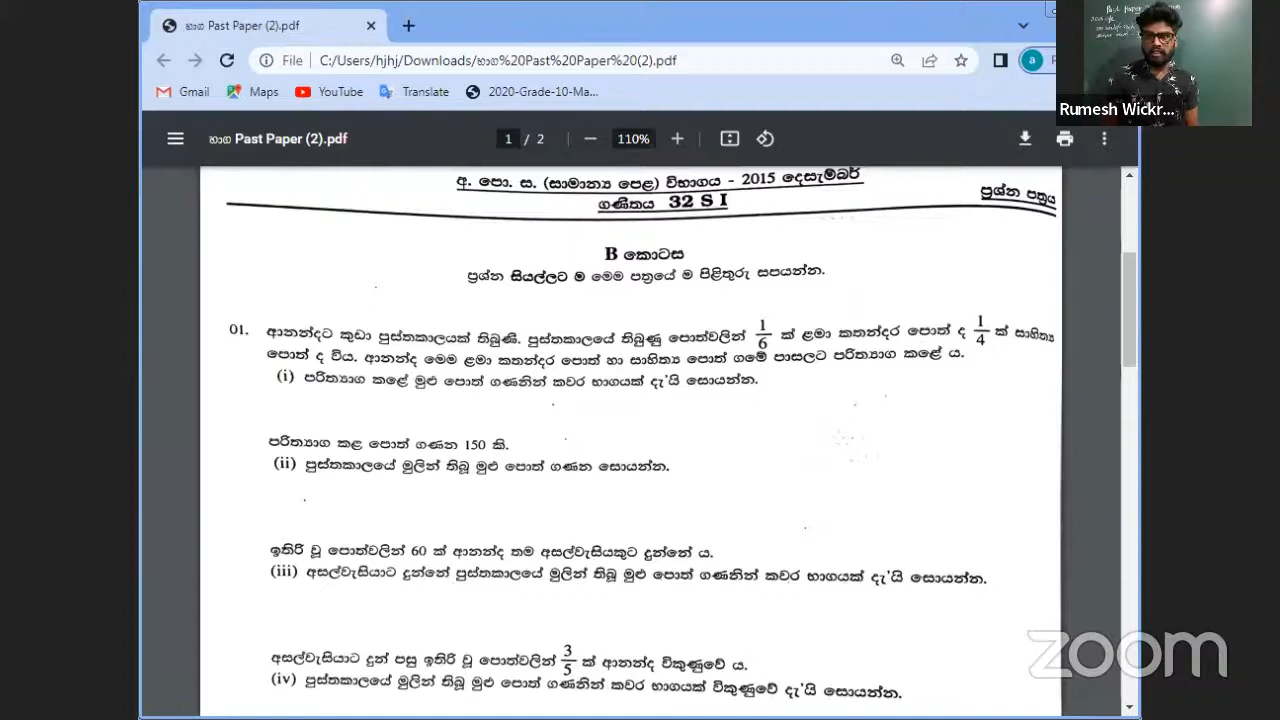 භාග Past Paper (2).pdf
File C:/Users/hjhj/Downloads/භාග%20Past%20Paper%20(2).pdf
a
Gmail Maps YouTube Translate 2020-Grade-10-Ma...
Rumesh Wickr...
භාග Past Paper (2).pdf 1 / 2 110%
අ. පො. ස. (සාමාන්‍ය පෙළ) විභාගය - 2015 දෙසැම්බර්
ගණිතය 32 S I
ප්‍රශ්න පත්‍රය
B කොටස
ප්‍රශ්න සියල්ලට ම මෙම පත්‍රයේ ම පිළිතුරු සපයන්න.
01. ආනන්දට කුඩා පුස්තකාලයක් තිබුණි. පුස්තකාලයේ තිබුණු පොත්වලින් 1/6 ක් ළමා කතන්දර පොත් ද 1/4 ක් සාහිත්‍ය
පොත් ද විය. ආනන්ද මෙම ළමා කතන්දර පොත් හා සාහිත්‍ය පොත් ගමේ පාසලට පරිත්‍යාග කළේ ය.
(i) පරිත්‍යාග කළේ මුළු පොත් ගණනින් කවර භාගයක් දැ'යි සොයන්න.
පරිත්‍යාග කළ පොත් ගණන 150 කි.
(ii) පුස්තකාලයේ මුලින් තිබූ මුළු පොත් ගණන සොයන්න.
ඉතිරි වූ පොත්වලින් 60 ක් ආනන්ද තම අසල්වැසියකුට දුන්නේ ය.
(iii) අසල්වැසියාට දුන්නේ පුස්තකාලයේ මුලින් තිබූ මුළු පොත් ගණනින් කවර භාගයක් දැ'යි සොයන්න.
අසල්වැසියාට දුන් පසු ඉතිරි වූ පොත්වලින් 3/5 ක් ආනන්ද විකුණුවේ ය.
(iv) පුස්තකාලයේ මුලින් තිබූ මුළු පොත් ගණනින් කවර භාගයක් විකුණුවේ දැ'යි සොයන්න.
zoom